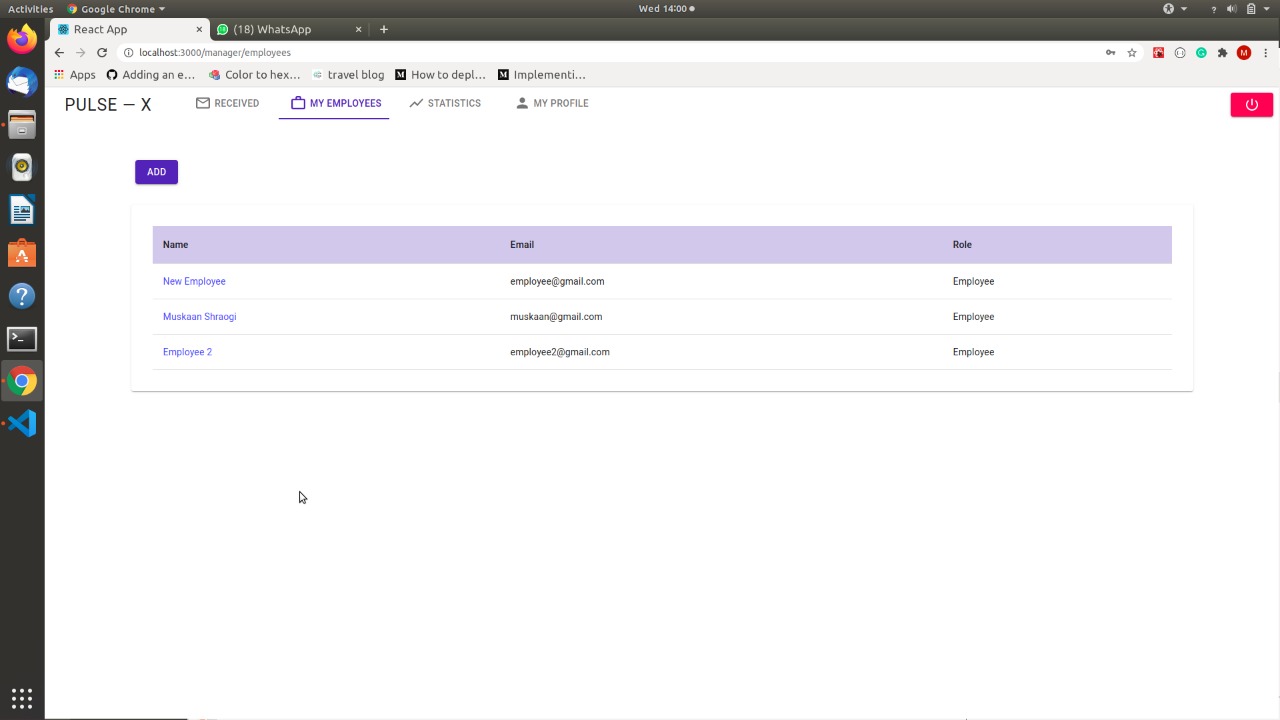 Activities Google Chrome Wed 14:00
React App (18) WhatsApp
localhost:3000/manager/employees M
Apps Adding an e... Color to hex... travel blog How to depl... Implementi...
PULSE – X RECEIVED MY EMPLOYEES STATISTICS MY PROFILE
ADD
Name Email Role
New Employee employee@gmail.com Employee
Muskaan Shraogi muskaan@gmail.com Employee
Employee 2 employee2@gmail.com Employee